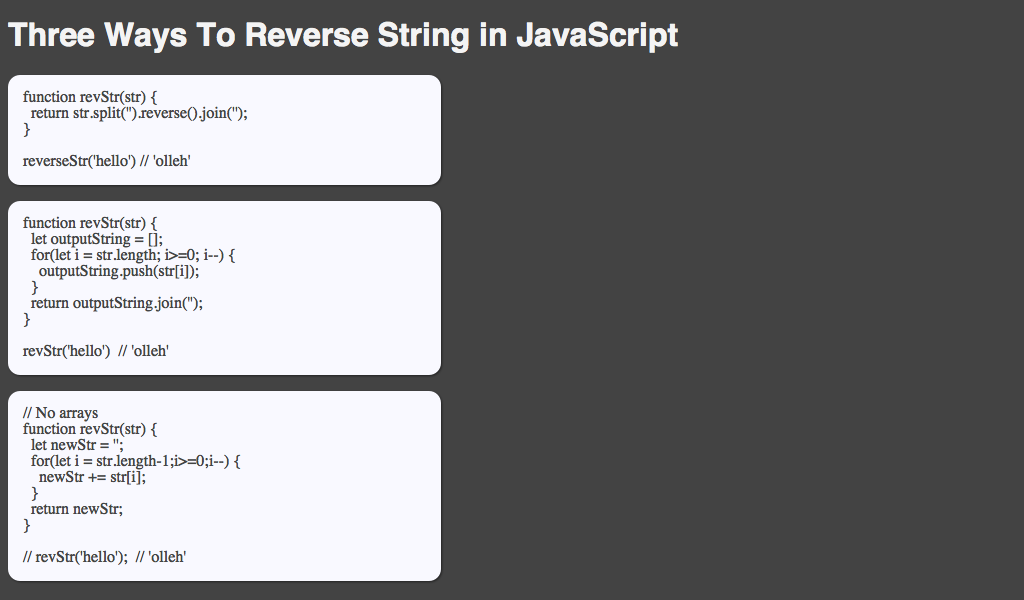 Three Ways To Reverse String in JavaScript
function revStr(str) {
  return str.split('').reverse().join('');
}
reverseStr('hello') // 'olleh'
function revStr(str) {
  let outputString = [];
  for(let i = str.length; i>=0; i--) {
    outputString.push(str[i]);
  }
  return outputString.join('');
}
revStr('hello')  // 'olleh'
// No arrays
function revStr(str) {
  let newStr = '';
  for(let i = str.length-1;i>=0;i--) {
    newStr += str[i];
  }
  return newStr;
}
// revStr('hello');  // 'olleh'